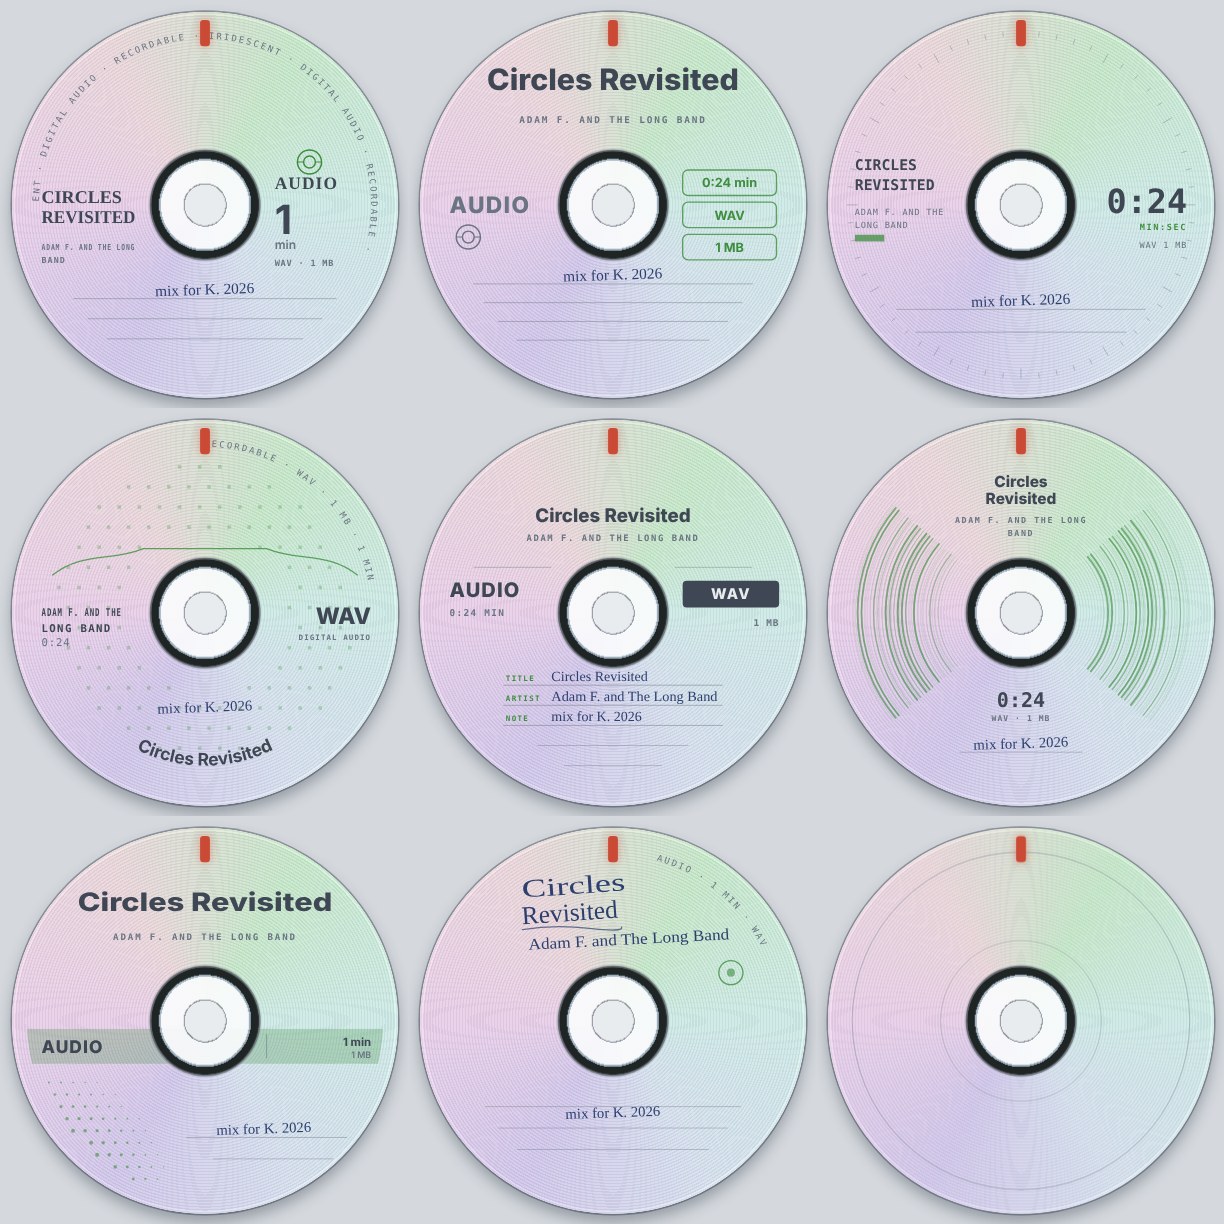 ENT · DIGITAL AUDIO · RECORDABLE · IRIDESCENT · DIGITAL AUDIO · RECORDABLE ·
CIRCLES
REVISITED
ADAM F. AND THE LONG
BAND
AUDIO
1
min
WAV · 1 MB
mix for K. 2026
Circles Revisited
ADAM F. AND THE LONG BAND
AUDIO
0:24 min
WAV
1 MB
mix for K. 2026
CIRCLES
REVISITED
ADAM F. AND THE
LONG BAND
0:24
MIN:SEC
WAV 1 MB
mix for K. 2026
ECORDABLE · WAV · 1 MB · 1 MIN
ADAM F. AND THE
LONG BAND
0:24
WAV
DIGITAL AUDIO
mix for K. 2026
Circles Revisited
Circles Revisited
ADAM F. AND THE LONG BAND
AUDIO
0:24 MIN
WAV
1 MB
TITLE Circles Revisited
ARTIST Adam F. and The Long Band
NOTE mix for K. 2026
Circles
Revisited
ADAM F. AND THE LONG
BAND
0:24
WAV · 1 MB
mix for K. 2026
Circles Revisited
ADAM F. AND THE LONG BAND
AUDIO
1 min
1 MB
mix for K. 2026
AUDIO · 1 MIN · WAV
Circles
Revisited
Adam F. and The Long Band
mix for K. 2026